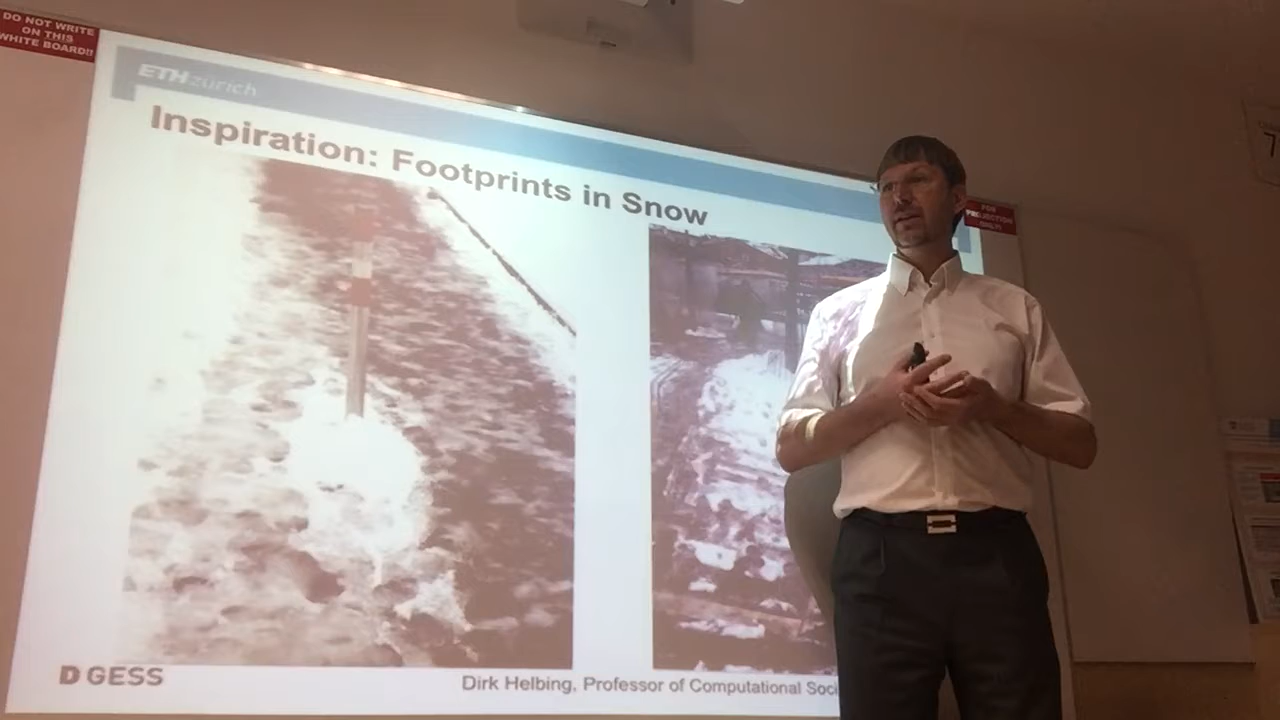 DO NOT WRITE
ON THIS
WHITE BOARD!!
ETHzürich
Inspiration: Footprints in Snow
FOR
PROJECTION
ONLY!
D GESS
Dirk Helbing, Professor of Computational Soci